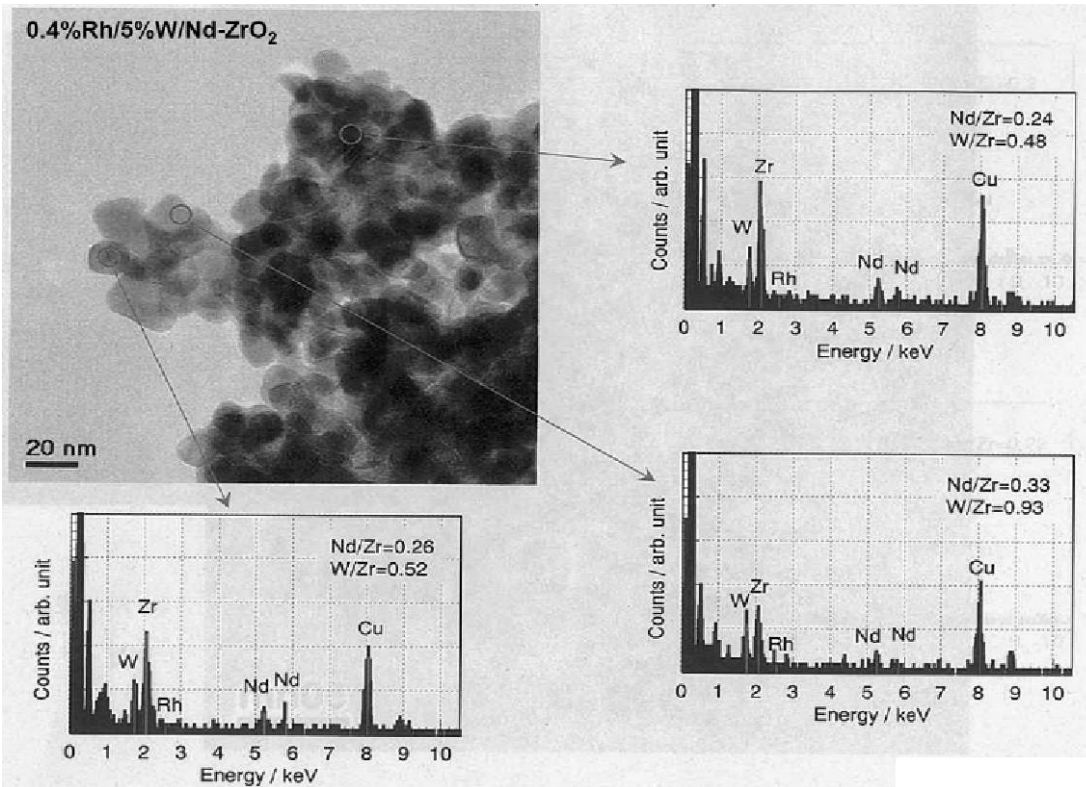 0.4%Rh/5%W/Nd-ZrO₂
20 nm
Nd/Zr=0.24
W/Zr=0.48
Counts / arb. unit
Zr
Cu
W
Nd
Nd
Rh
0 1 2 3 4 5 6 7 8 9 10
Energy / keV
Nd/Zr=0.33
W/Zr=0.93
Counts / arb. unit
Cu
W
Zr
Rh
Nd
Nd
0 1 2 3 4 5 6 7 8 9 10
Energy / keV
Nd/Zr=0.26
W/Zr=0.52
Counts / arb. unit
Zr
Cu
W
Rh
Nd
Nd
0 1 2 3 4 5 6 7 8 9 10
Energy / keV